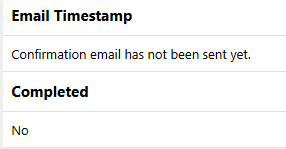 Email Timestamp
Confirmation email has not been sent yet.
Completed
No